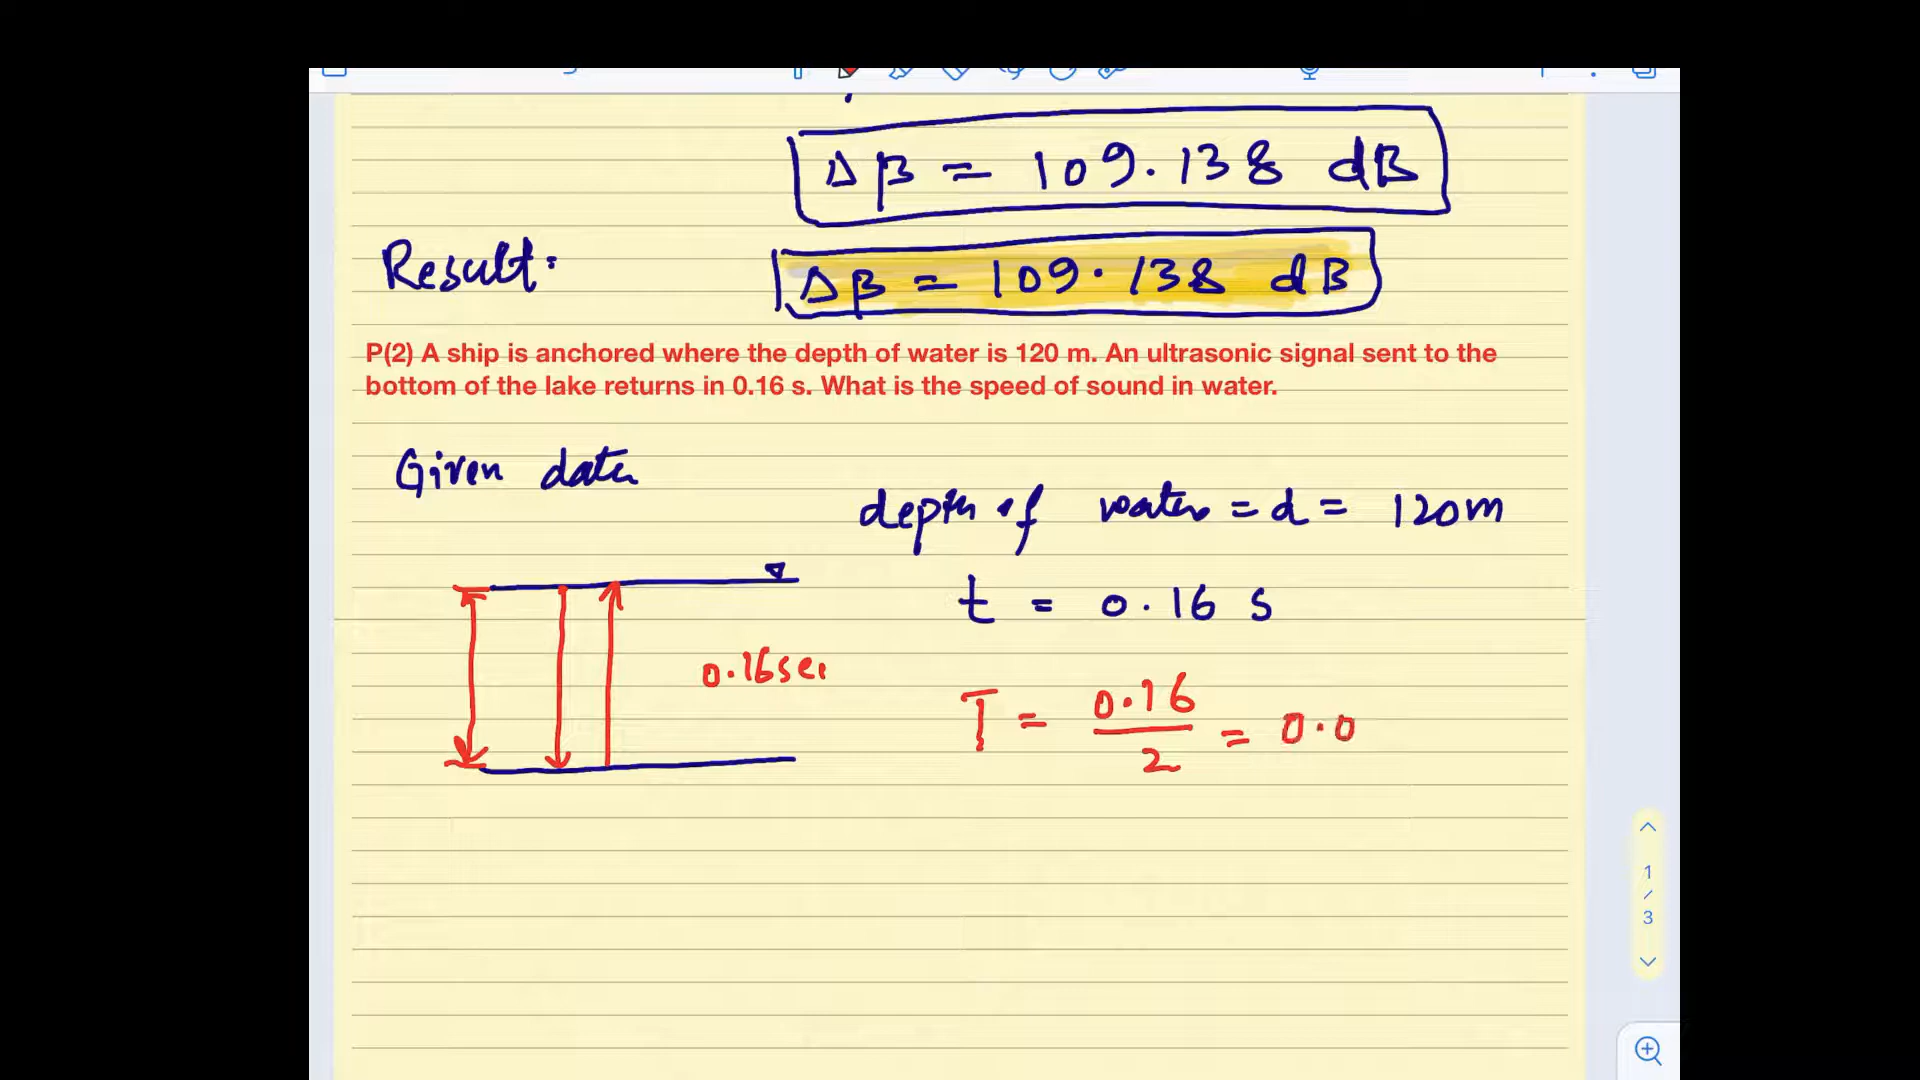 Δβ = 109.138 dB
Result: Δβ = 109.138 dB
P(2) A ship is anchored where the depth of water is 120 m. An ultrasonic signal sent to the
bottom of the lake returns in 0.16 s. What is the speed of sound in water.
Given data
depth of water = d = 120m
t = 0.16 s
0.16sec
T = 0.16/2 = 0.0
1
/
3